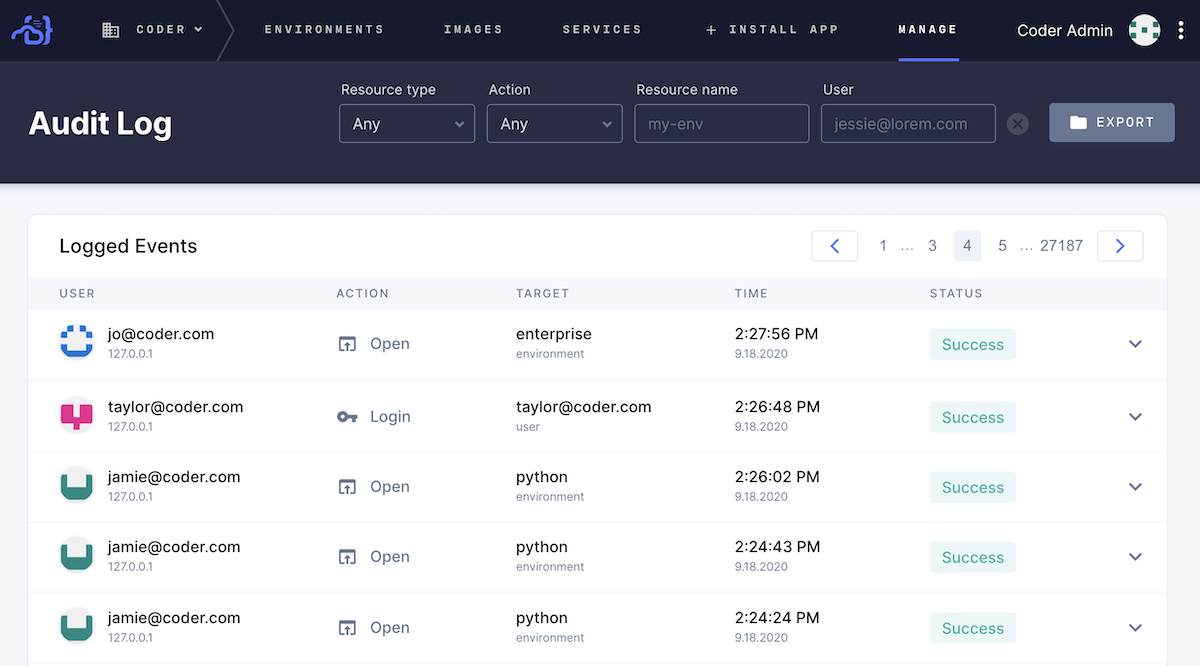 CODER ENVIRONMENTS IMAGES SERVICES + INSTALL APP MANAGE Coder Admin
Resource type Action Resource name User
Audit Log Any Any my-env jessie@lorem.com EXPORT
Logged Events 1 ... 3 4 5 ... 27187
USER ACTION TARGET TIME STATUS
jo@coder.com Open enterprise 2:27:56 PM Success
127.0.0.1 environment 9.18.2020
taylor@coder.com Login taylor@coder.com 2:26:48 PM Success
127.0.0.1 user 9.18.2020
jamie@coder.com Open python 2:26:02 PM Success
127.0.0.1 environment 9.18.2020
jamie@coder.com Open python 2:24:43 PM Success
127.0.0.1 environment 9.18.2020
jamie@coder.com Open python 2:24:24 PM Success
127.0.0.1 environment 9.18.2020